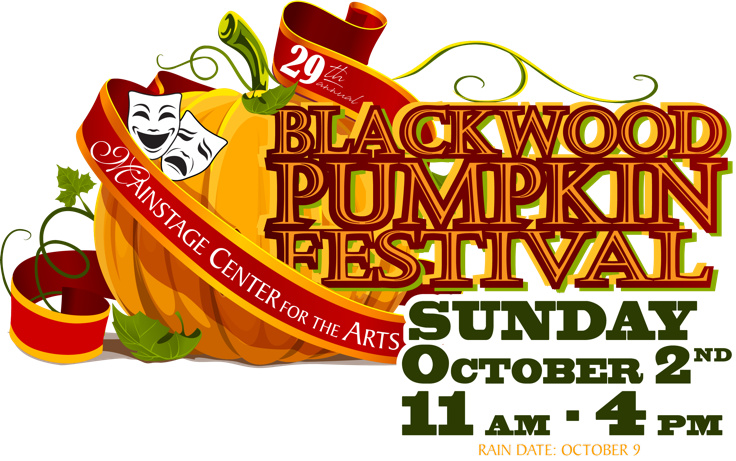 29th
annual
BLACKWOOD
PUMPKIN
FESTIVAL
MAINSTAGE CENTER FOR THE ARTS
SUNDAY
OCTOBER 2ND
11 AM - 4 PM
RAIN DATE: OCTOBER 9